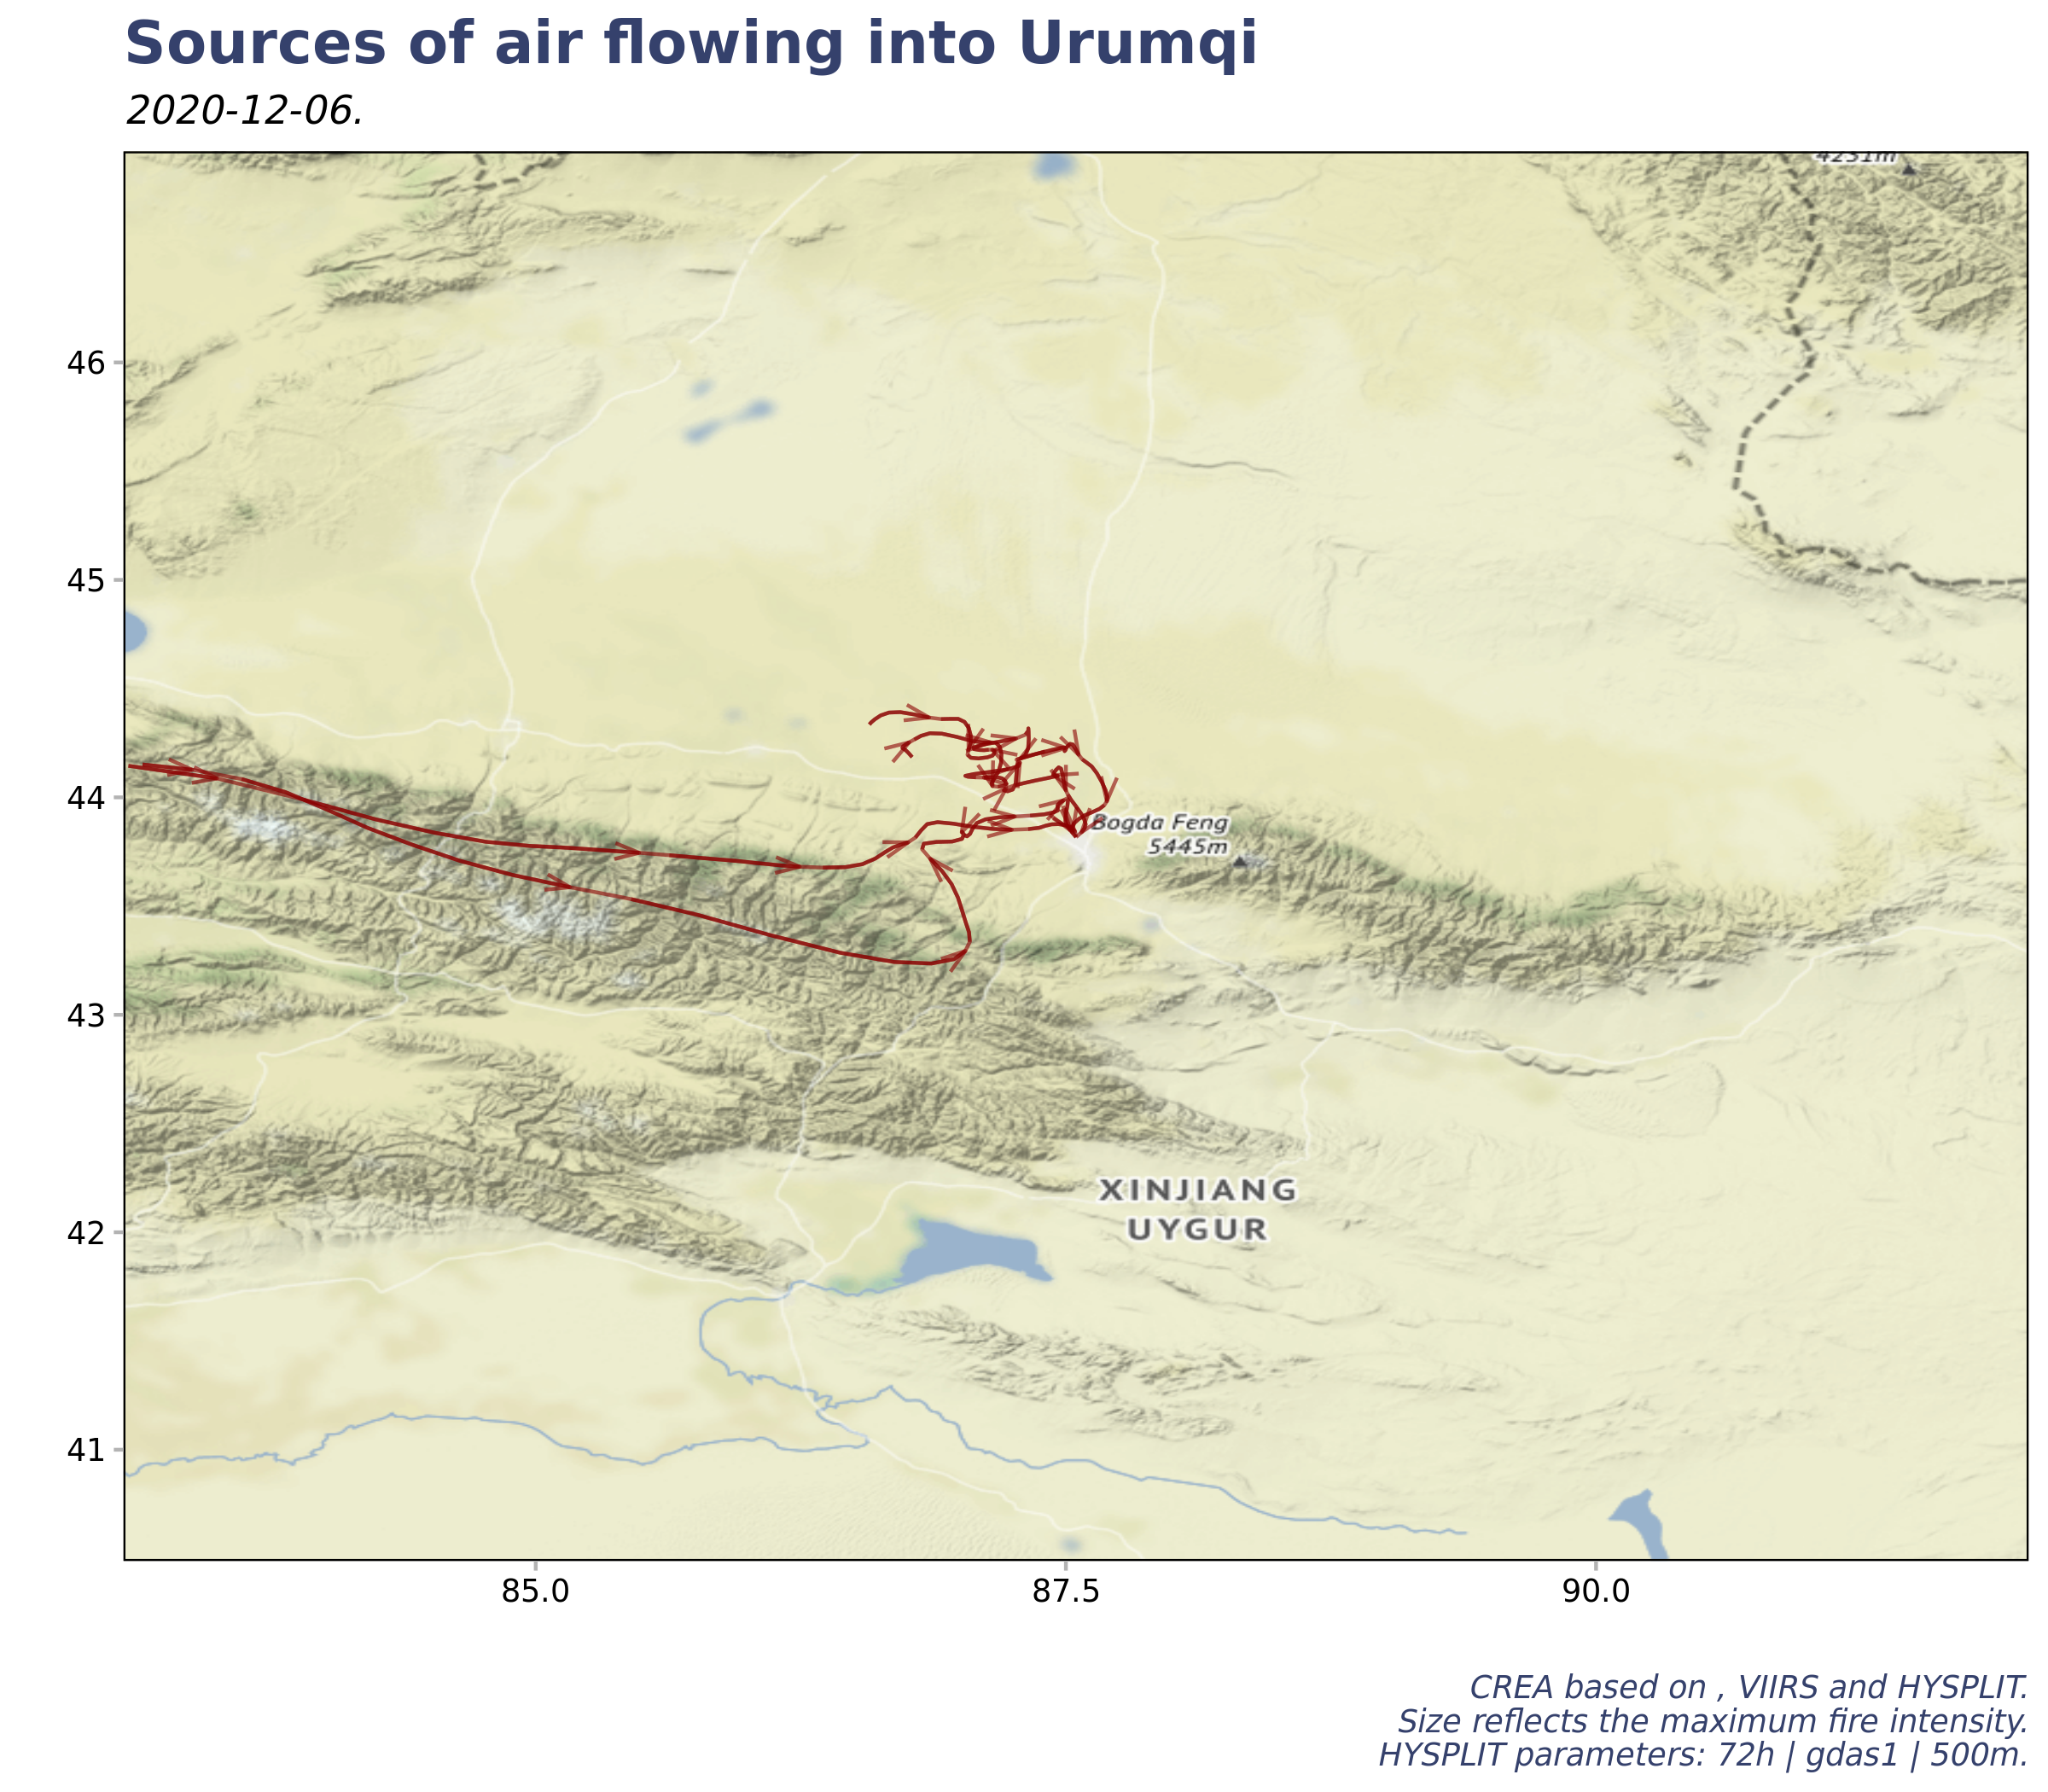 Sources of air flowing into Urumqi
2020-12-06.
4231m
46
45
44
Bogda Feng
5445m
43
XINJIANG
UYGUR
42
41
85.0
87.5
90.0
CREA based on , VIIRS and HYSPLIT.
Size reflects the maximum fire intensity.
HYSPLIT parameters: 72h | gdas1 | 500m.